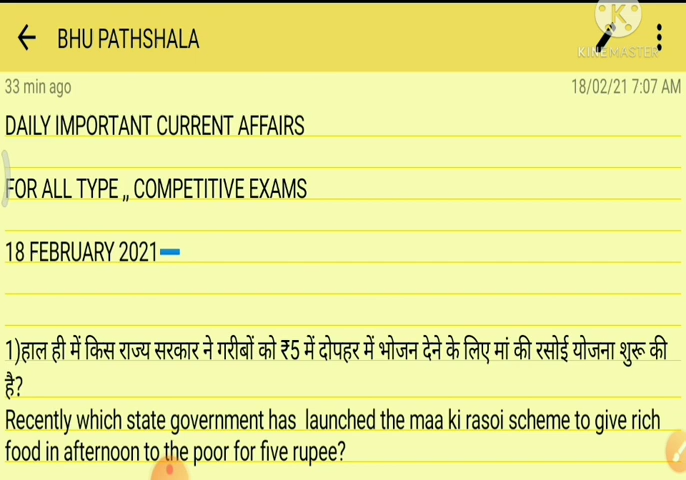 BHU PATHSHALA
K
KINEMASTER
33 min ago
18/02/21 7:07 AM
DAILY IMPORTANT CURRENT AFFAIRS
FOR ALL TYPE ,, COMPETITIVE EXAMS
18 FEBRUARY 2021
1)हाल ही में किस राज्य सरकार ने गरीबों को ₹5 में दोपहर में भोजन देने के लिए मां की रसोई योजना शुरू की
है?
Recently which state government has launched the maa ki rasoi scheme to give rich
food in afternoon to the poor for five rupee?